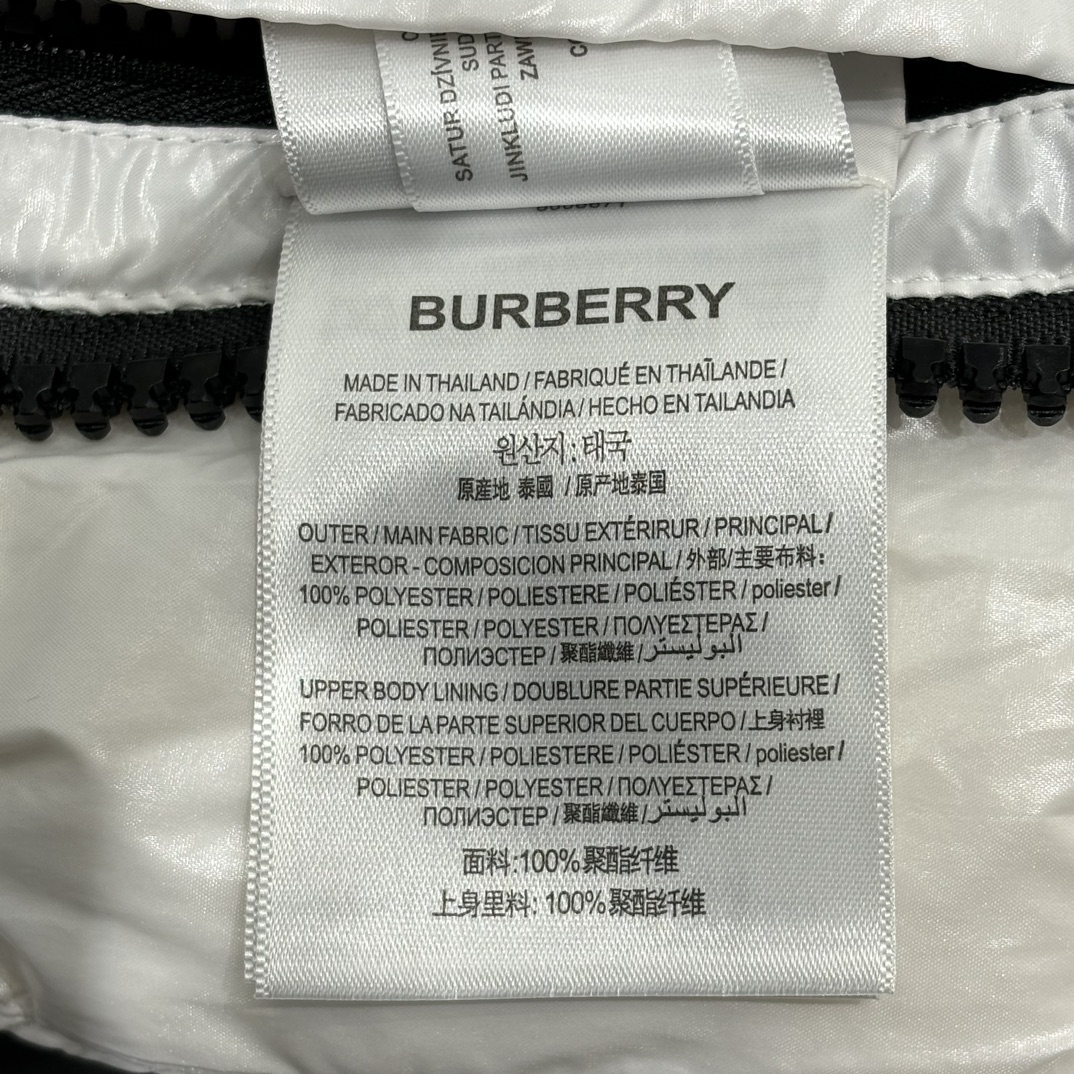 SATUR DZĪVNIE
SUD
JINKLUDI PART
ZAW
BURBERRY
MADE IN THAILAND / FABRIQUÉ EN THAĪLANDE /
FABRICADO NA TAILÁNDIA / HECHO EN TAILANDIA
원산지: 태국
原産地 泰國 / 原产地泰国
OUTER / MAIN FABRIC / TISSU EXTÉRIRUR / PRINCIPAL /
EXTEROR - COMPOSICION PRINCIPAL / 外部/主要布料:
100% POLYESTER / POLIESTERE / POLIÉSTER / poliester /
POLIESTER / POLYESTER / ΠΟΛΥΕΣΤΕΡΑΣ /
ПОЛИЭСТЕР / 聚酯纖維 / البوليستر
UPPER BODY LINING / DOUBLURE PARTIE SUPÉRIEURE /
FORRO DE LA PARTE SUPERIOR DEL CUERPO / 上身衬裡
100% POLYESTER / POLIESTERE / POLIÉSTER / poliester /
POLIESTER / POLYESTER / ΠΟΛΥΕΣΤΕΡΑΣ /
ПОЛИЭСТЕР / 聚酯纖維 / البوليستر
面料:100%聚酯纤维
上身里料: 100%聚酯纤维